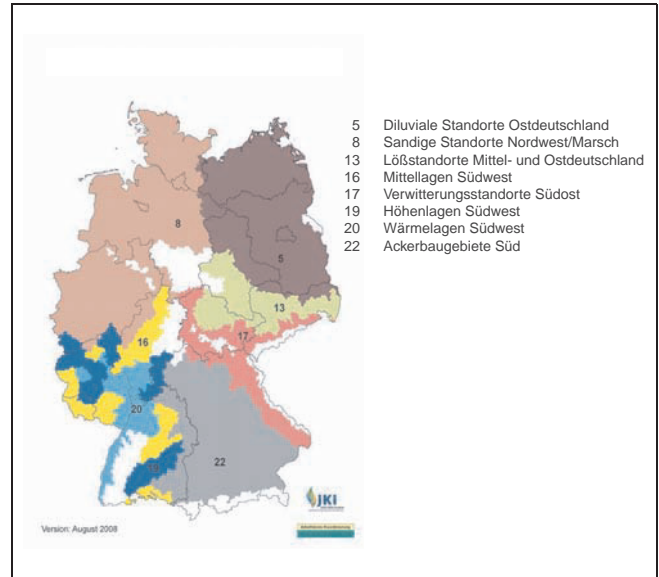 5 Diluviale Standorte Ostdeutschland
8 Sandige Standorte Nordwest/Marsch
13 Lößstandorte Mittel- und Ostdeutschland
16 Mittellagen Südwest
17 Verwitterungsstandorte Südost
19 Höhenlagen Südwest
20 Wärmelagen Südwest
22 Ackerbaugebiete Süd
8
5
13
17
16
20
19
22
JKI
Version: August 2008